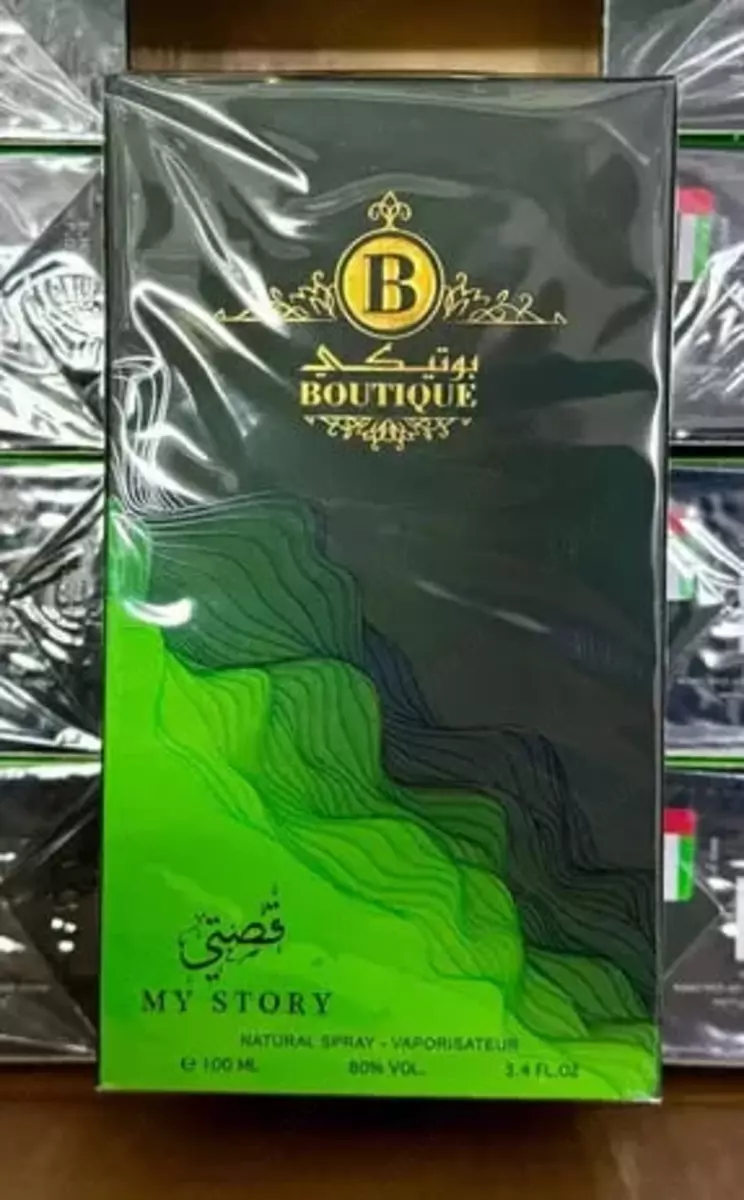 B
بوتيكي
BOUTIQUE
قصتي
MY STORY
NATURAL SPRAY - VAPORISATEUR
e 100 ML 80% VOL. 3.4 FL.OZ